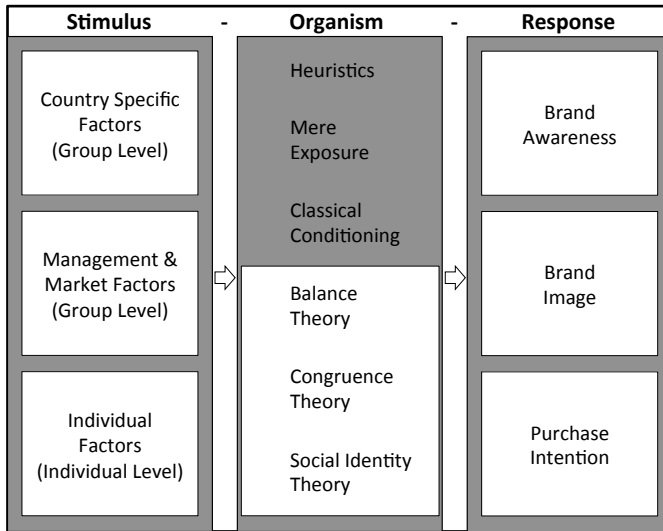 Stimulus - Organism - Response
Country Specific
Factors
(Group Level)
Management &
Market Factors
(Group Level)
Individual
Factors
(Individual Level)
Heuristics
Mere
Exposure
Classical
Conditioning
Balance
Theory
Congruence
Theory
Social Identity
Theory
Brand
Awareness
Brand
Image
Purchase
Intention